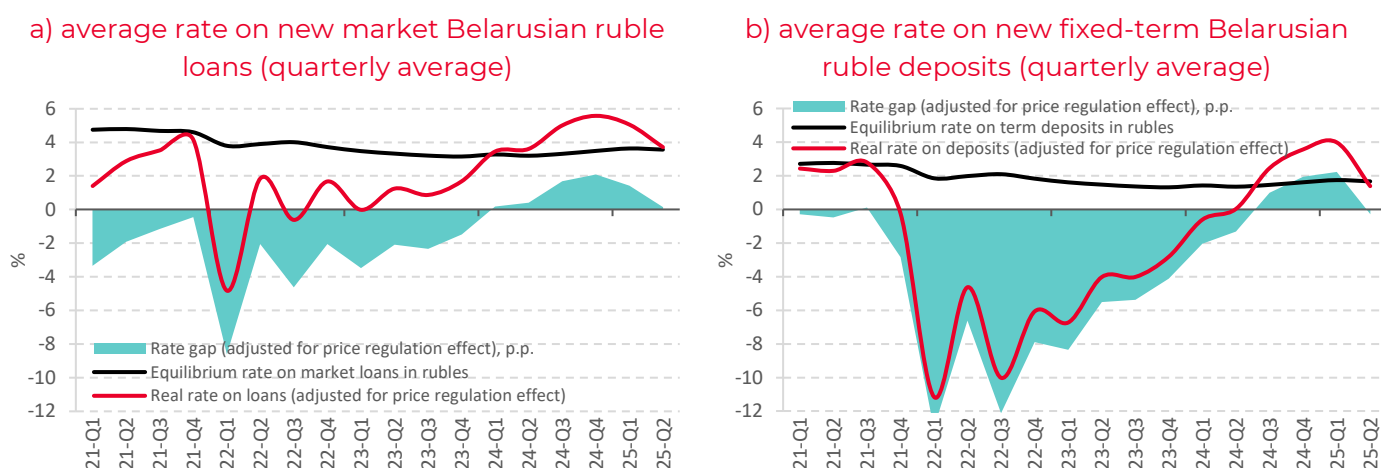 a) average rate on new market Belarusian ruble
loans (quarterly average)
6
4
2
0
-2
-4
-6
-8
-10
-12
%
Rate gap (adjusted for price regulation effect), p.p.
Equilibrium rate on market loans in rubles
Real rate on loans (adjusted for price regulation effect)
21-Q1
21-Q2
21-Q3
21-Q4
22-Q1
22-Q2
22-Q3
22-Q4
23-Q1
23-Q2
23-Q3
23-Q4
24-Q1
24-Q2
24-Q3
24-Q4
25-Q1
25-Q2
b) average rate on new fixed-term Belarusian
ruble deposits (quarterly average)
6
4
2
0
-2
-4
-6
-8
-10
-12
%
Rate gap (adjusted for price regulation effect), p.p.
Equilibrium rate on term deposits in rubles
Real rate on deposits (adjusted for price regulation effect)
21-Q1
21-Q2
21-Q3
21-Q4
22-Q1
22-Q2
22-Q3
22-Q4
23-Q1
23-Q2
23-Q3
23-Q4
24-Q1
24-Q2
24-Q3
24-Q4
25-Q1
25-Q2